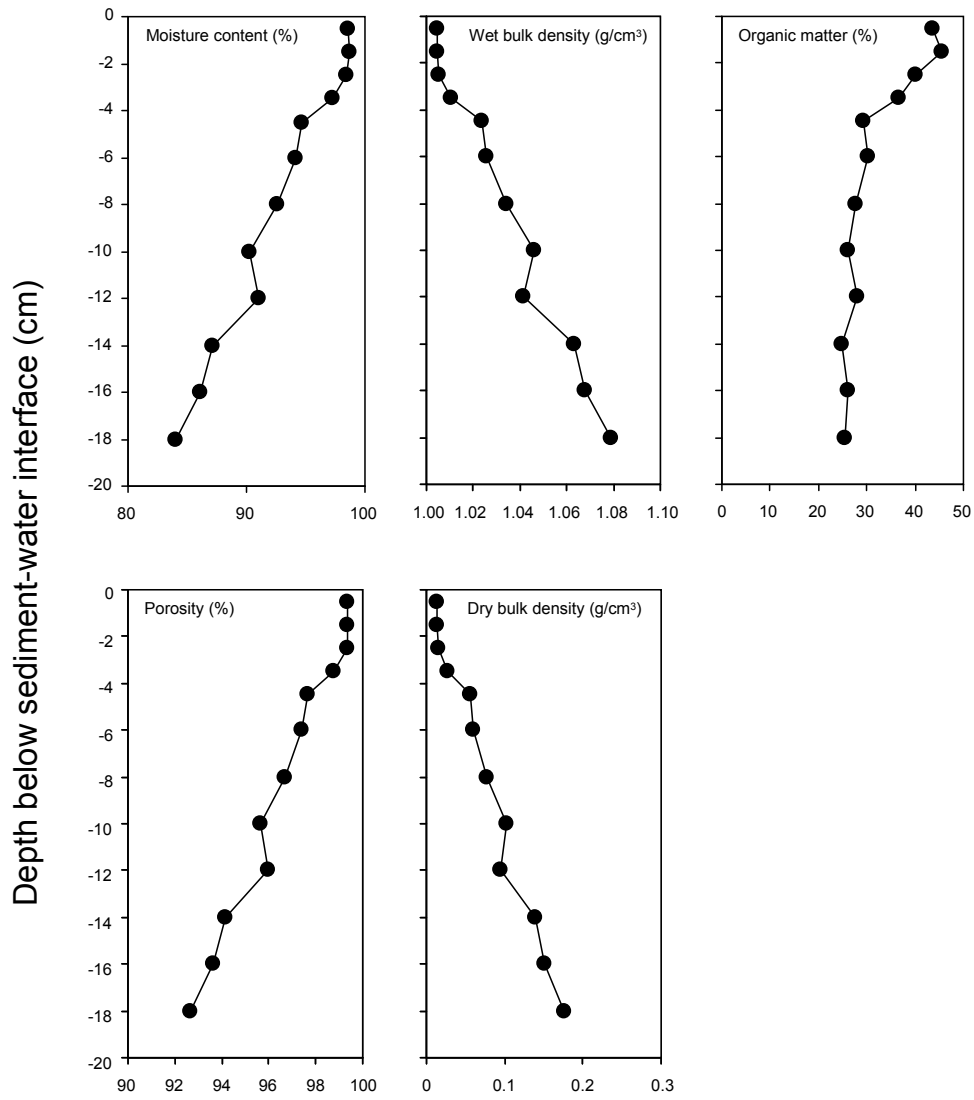 Depth below sediment-water interface (cm)
Moisture content (%)
0
-2
-4
-6
-8
-10
-12
-14
-16
-18
-20
80 90 100
Wet bulk density (g/cm³)
1.00 1.02 1.04 1.06 1.08 1.10
Organic matter (%)
0 10 20 30 40 50
Porosity (%)
0
-2
-4
-6
-8
-10
-12
-14
-16
-18
-20
90 92 94 96 98 100
Dry bulk density (g/cm³)
0 0.1 0.2 0.3